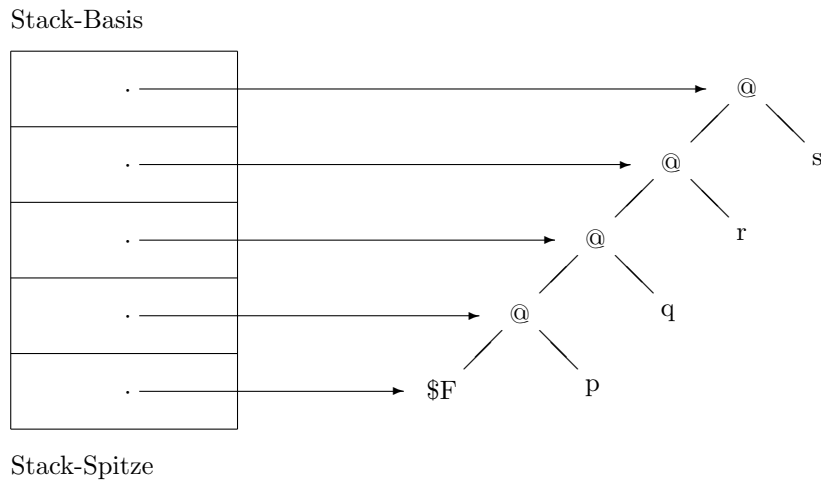 Stack-Basis
. @
. @ s
. @ r
. @ q
. $F p
Stack-Spitze